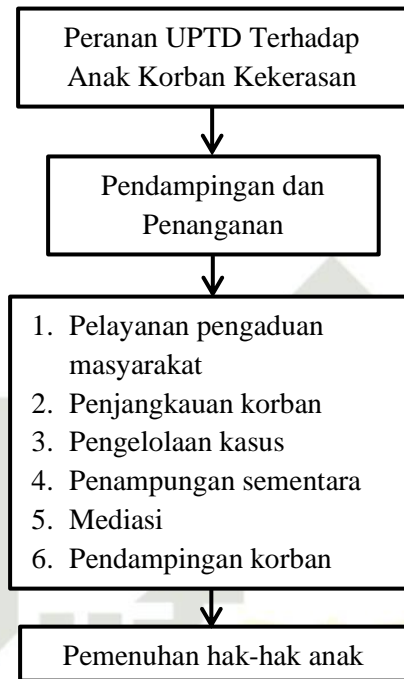 Peranan UPTD Terhadap
Anak Korban Kekerasan
Pendampingan dan
Penanganan
1. Pelayanan pengaduan
masyarakat
2. Penjangkauan korban
3. Pengelolaan kasus
4. Penampungan sementara
5. Mediasi
6. Pendampingan korban
Pemenuhan hak-hak anak